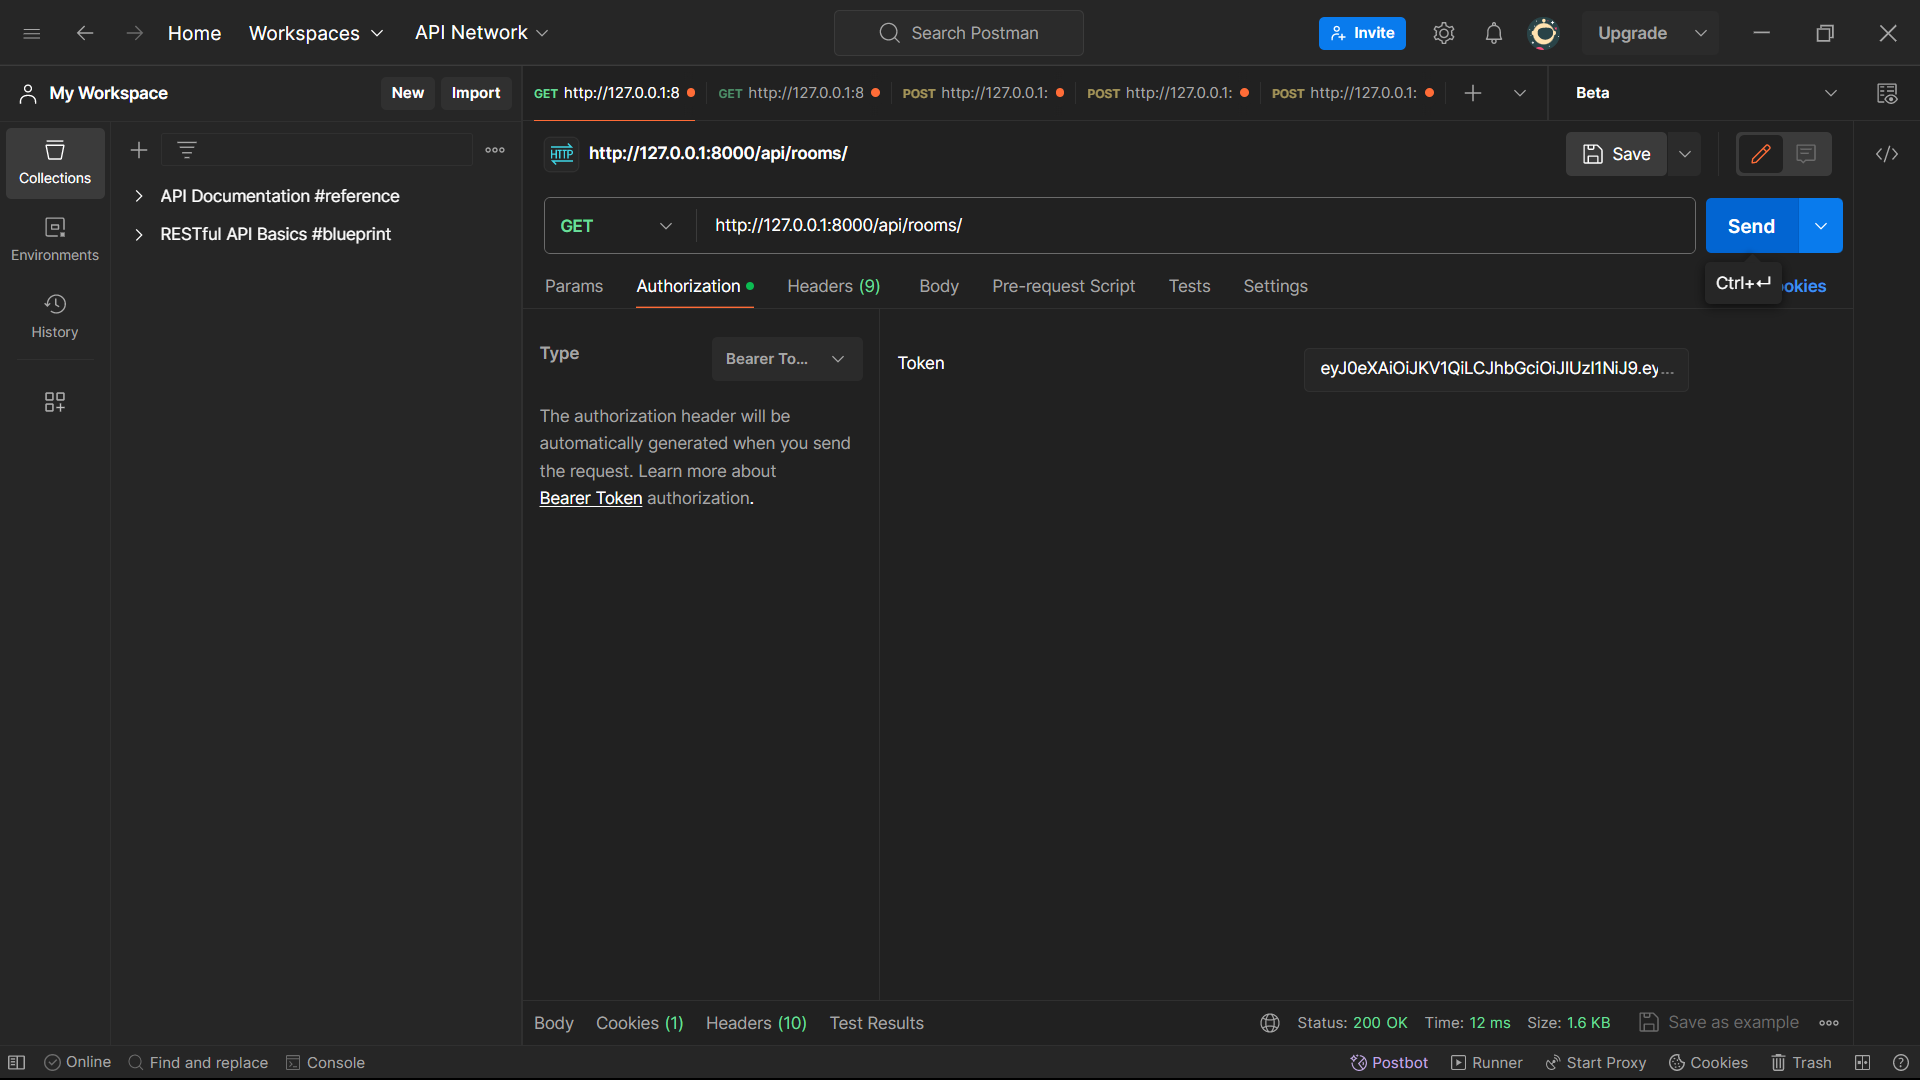 Home
Workspaces
API Network
Search Postman
Invite
Upgrade
My Workspace
New
Import
GET http://127.0.0.1:8
GET http://127.0.0.1:8
POST http://127.0.0.1:
POST http://127.0.0.1:
POST http://127.0.0.1:
Beta
Collections
Environments
History
API Documentation #reference
RESTful API Basics #blueprint
HTTP
http://127.0.0.1:8000/api/rooms/
Save
GET
http://127.0.0.1:8000/api/rooms/
Send
Params
Authorization
Headers (9)
Body
Pre-request Script
Tests
Settings
Ctrl+↵
ookies
Type
Bearer To...
The authorization header will be
automatically generated when you send
the request. Learn more about
Bearer Token authorization.
Token
eyJ0eXAiOiJKV1QiLCJhbGciOiJIUzI1NiJ9.ey...
Body
Cookies (1)
Headers (10)
Test Results
Status: 200 OK
Time: 12 ms
Size: 1.6 KB
Save as example
Online
Find and replace
Console
Postbot
Runner
Start Proxy
Cookies
Trash